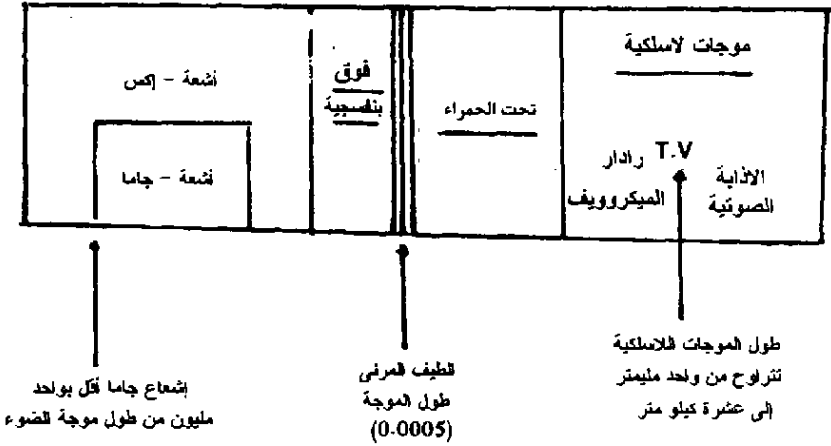 موجات لاسلكية
فوق
بنفسجية
أشعة - إكس
تحت الحمراء
T.V رادار
الاذابة
الصوتية
الميكروويف
أشعة - جاما
طول الموجات اللاسلكية
تتراوح من واحد مليمتر
إلى عشرة كيلو متر
الطيف المرئى
طول الموجة
(0.0005)
إشعاع جاما أقل بواحد
مليون من طول موجة الضوء